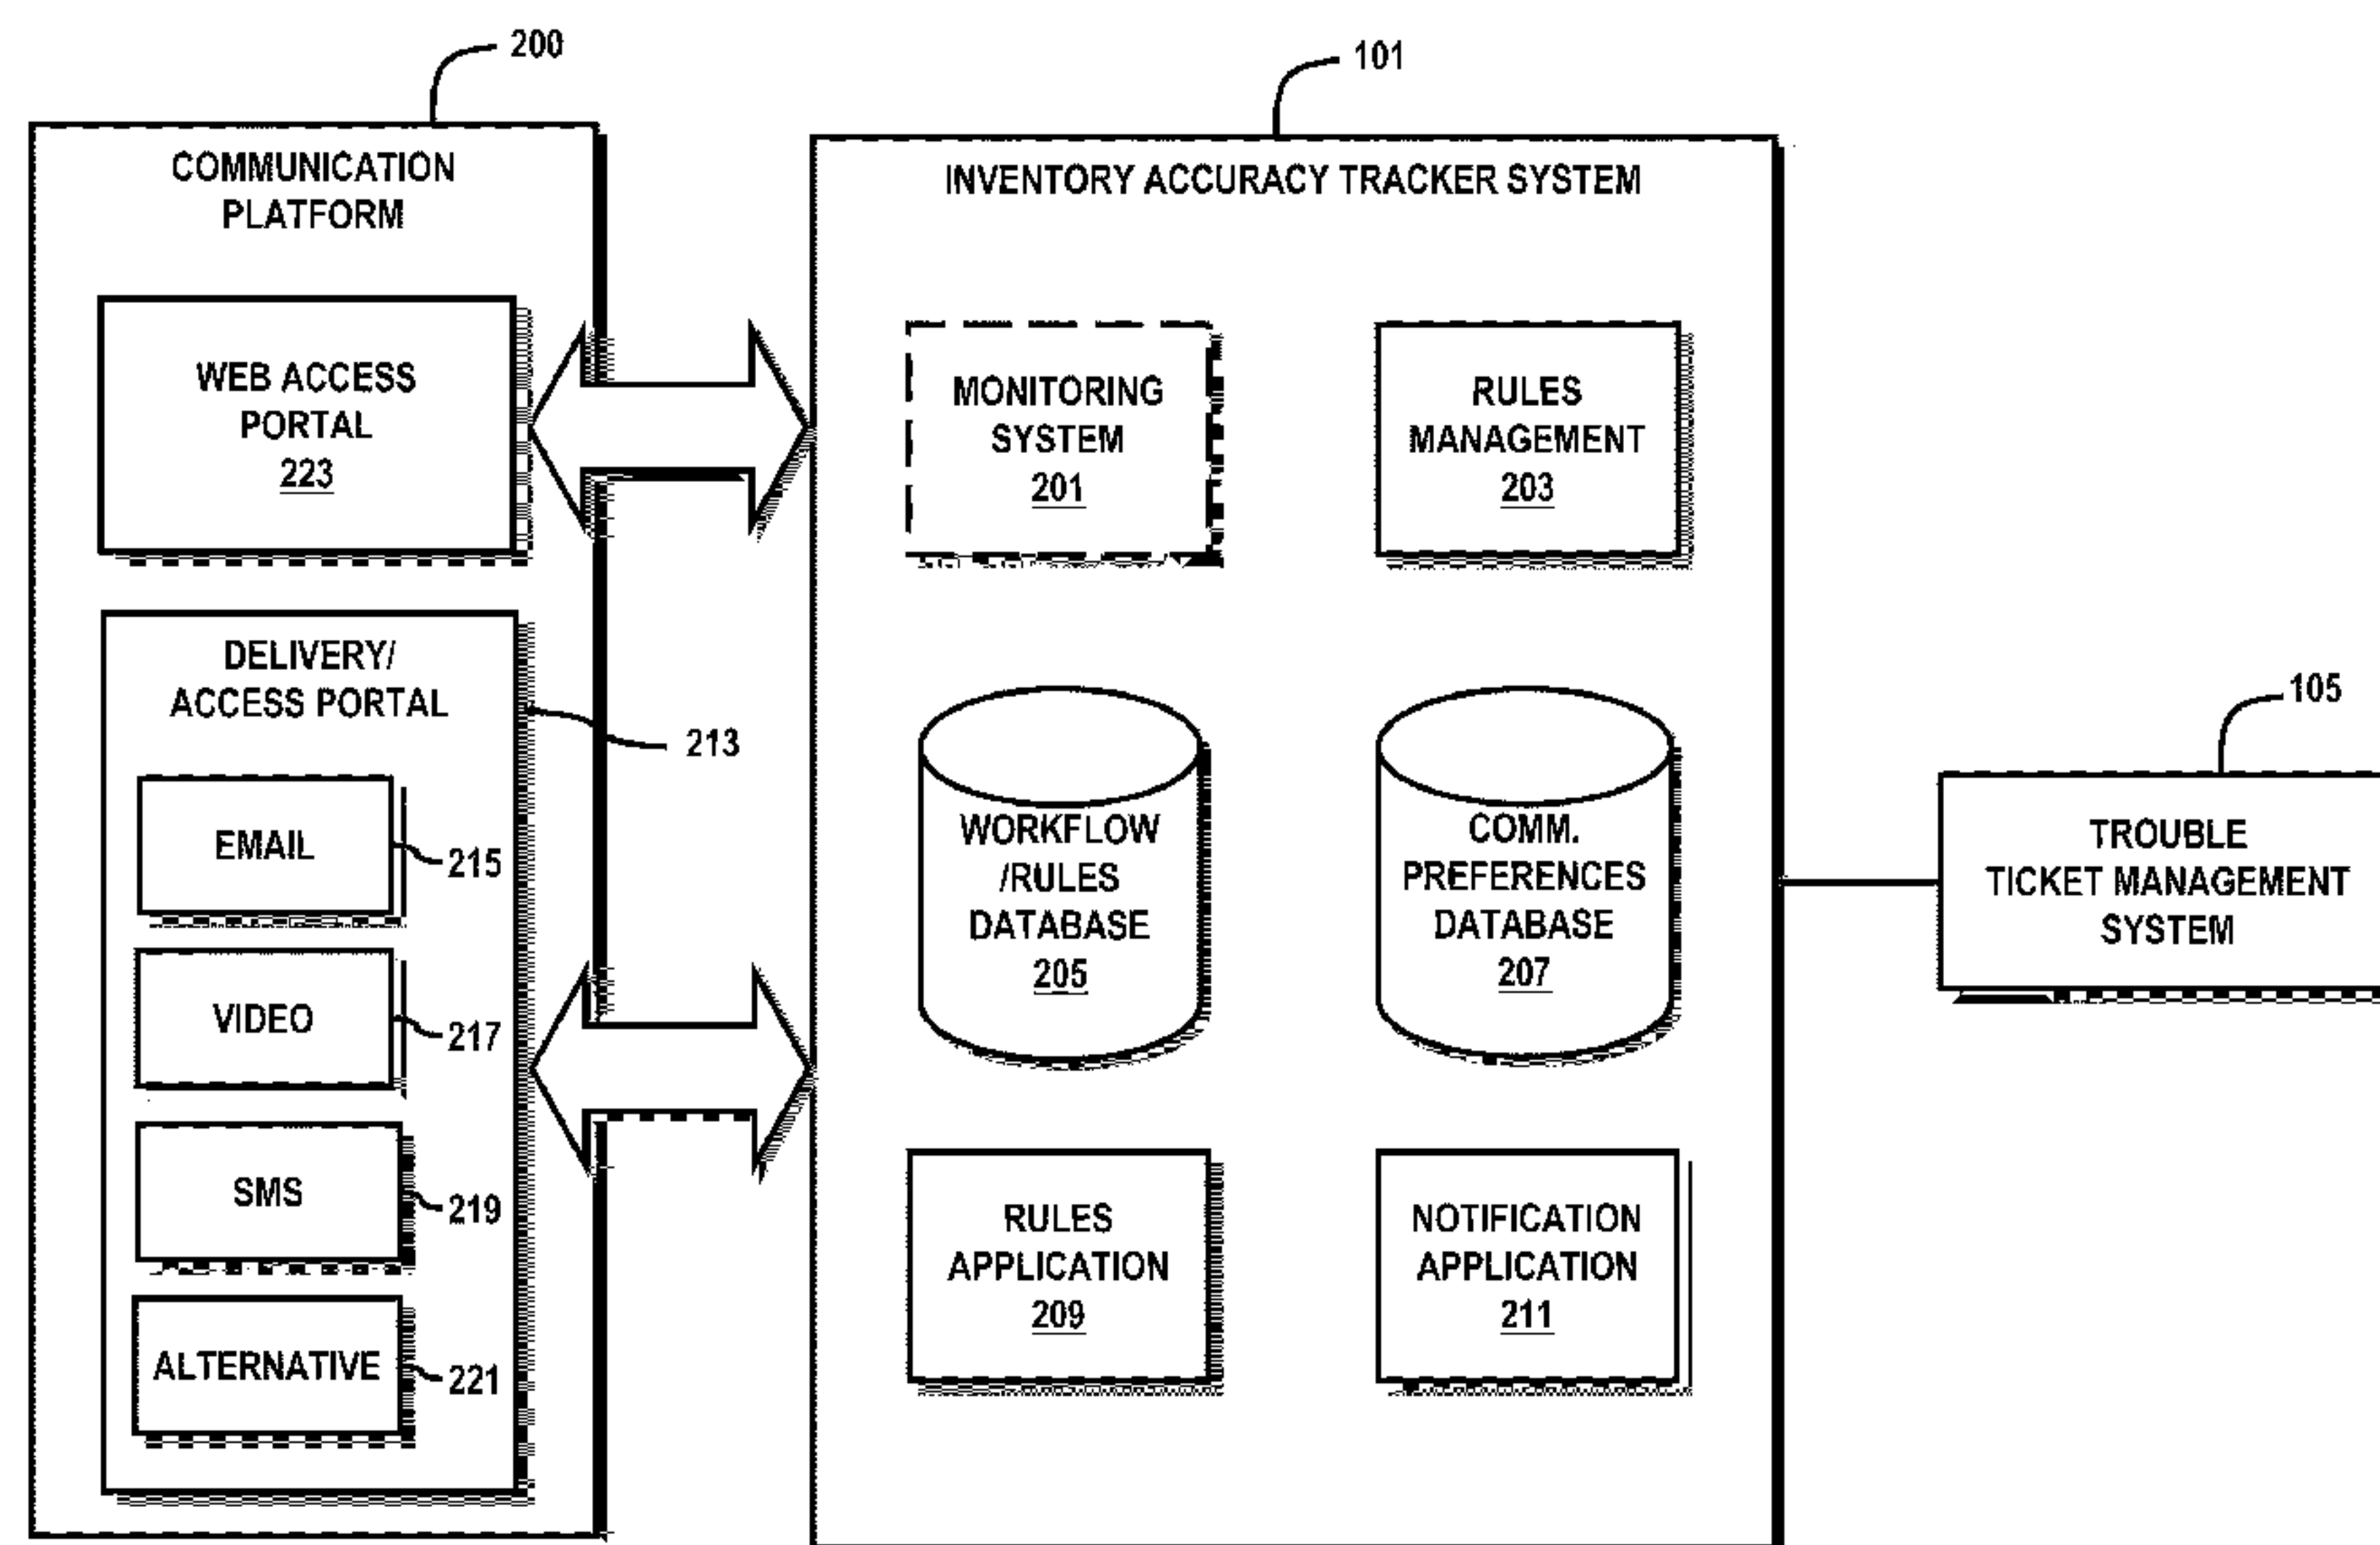 200
COMMUNICATION
PLATFORM
WEB ACCESS
PORTAL
223
DELIVERY/
ACCESS PORTAL
213
EMAIL
215
VIDEO
217
SMS
219
ALTERNATIVE
221
101
INVENTORY ACCURACY TRACKER SYSTEM
MONITORING
SYSTEM
201
RULES
MANAGEMENT
203
WORKFLOW
/RULES
DATABASE
205
COMM.
PREFERENCES
DATABASE
207
RULES
APPLICATION
209
NOTIFICATION
APPLICATION
211
105
TROUBLE
TICKET MANAGEMENT
SYSTEM